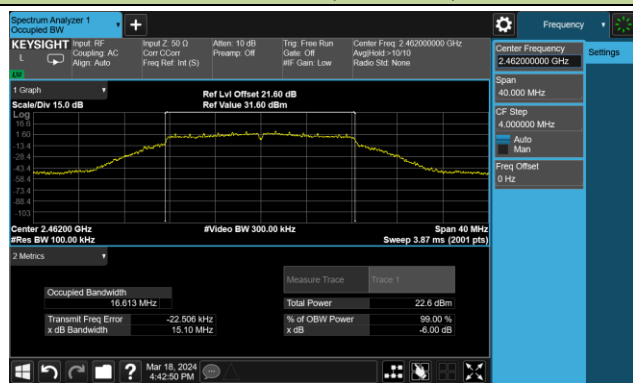 Spectrum Analyzer 1
Occupied BW
Frequency
KEYSIGHT
L
Input: RF
Coupling: AC
Align: Auto
Input Z: 50 Ω
Corr CCorr
Freq Ref: Int (S)
Atten: 10 dB
Preamp: Off
Trig: Free Run
Gate: Off
#IF Gain: Low
Center Freq: 2.462000000 GHz
Avg|Hold:>10/10
Radio Std: None
Center Frequency
2.462000000 GHz
Settings
Span
40.000 MHz
CF Step
4.000000 MHz
Auto
Man
Freq Offset
0 Hz
1 Graph
Scale/Div 15.0 dB
Ref Lvl Offset 21.60 dB
Ref Value 31.60 dBm
Log
16.6
1.60
-13.4
-28.4
-43.4
-58.4
-73.4
-88.4
-103
Center 2.46200 GHz
#Res BW 100.00 kHz
#Video BW 300.00 kHz
Span 40 MHz
Sweep 3.87 ms (2001 pts)
2 Metrics
Measure Trace
Trace 1
Occupied Bandwidth
16.613 MHz
Total Power
22.6 dBm
Transmit Freq Error
-22.506 kHz
% of OBW Power
99.00 %
x dB Bandwidth
15.10 MHz
x dB
-6.00 dB
?
Mar 18, 2024
4:42:50 PM